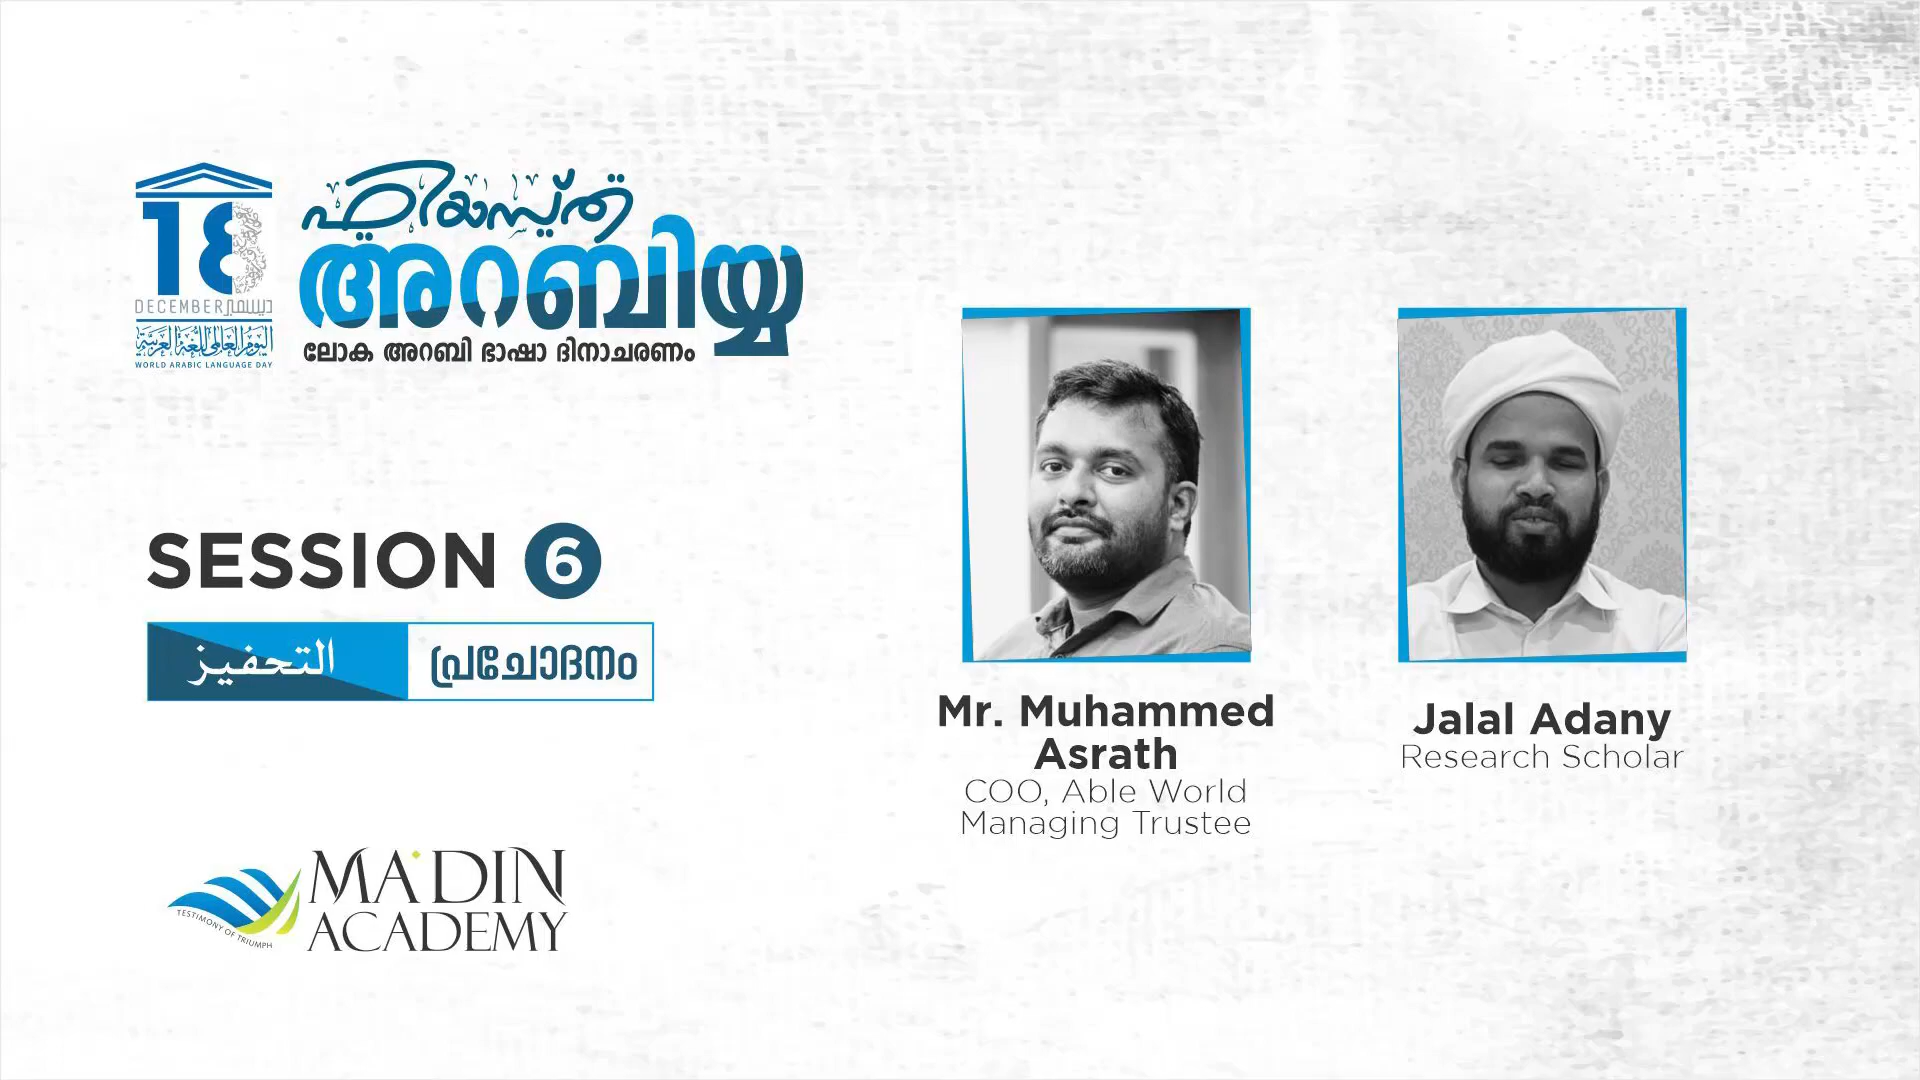 18
DECEMBER ديسمبر
اليوم العالمي للغة العربية
WORLD ARABIC LANGUAGE DAY
ഫിയസ്ത
അറബിയ്യ
ലോക അറബി ഭാഷാ ദിനാചരണം
SESSION 6
التحفيز പ്രചോദനം
MA'DIN
ACADEMY
TESTIMONY OF TRIUMPH
Mr. Muhammed
Asrath
COO, Able World
Managing Trustee
Jalal Adany
Research Scholar